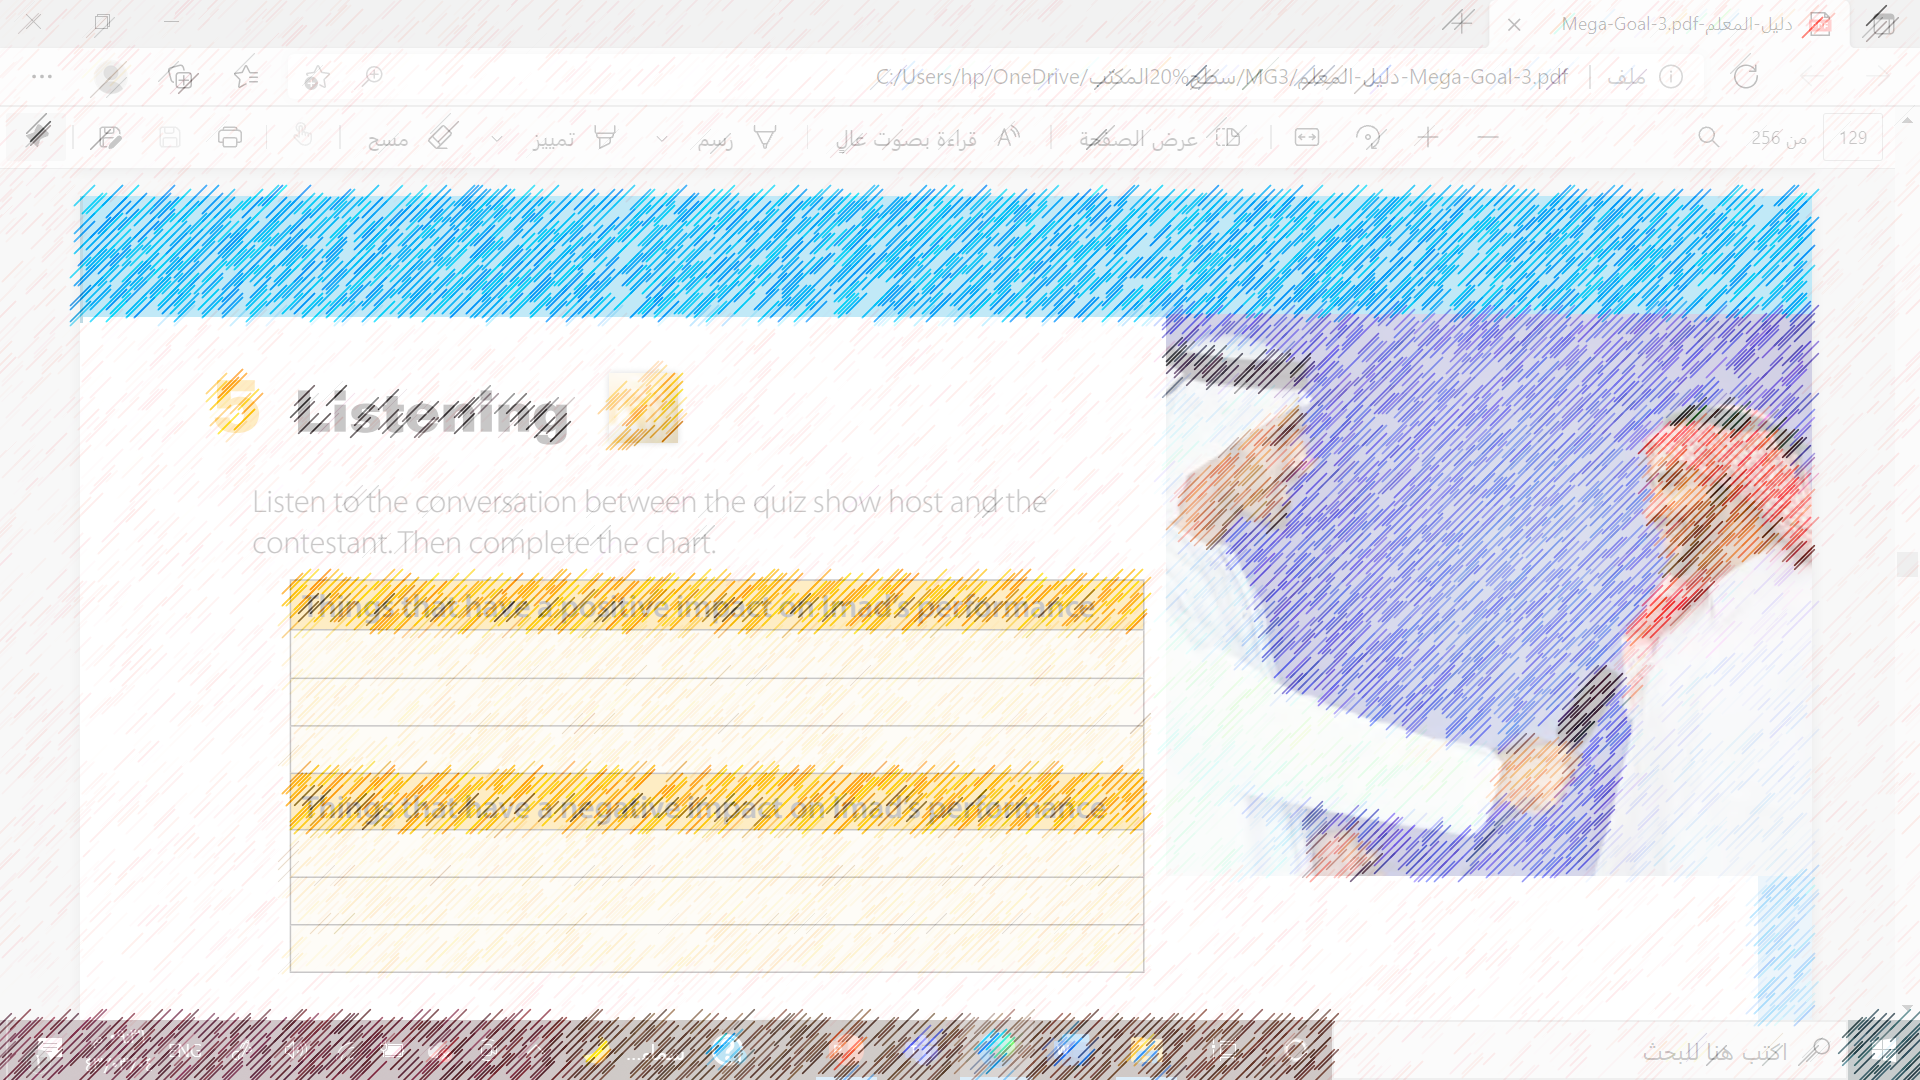 دليل-المعلم-Mega-Goal-3.pdf
ملف | C:/Users/hp/OneDrive/سطح%20المكتب/MG3/دليل-المعلم-Mega-Goal-3.pdf
129 من 256 عرض الصفحة قراءة بصوت عالٍ رسم تمييز مسح
5 Listening
Listen to the conversation between the quiz show host and the
contestant. Then complete the chart.
Things that have a positive impact on Imad's performance
Things that have a negative impact on Imad's performance
اكتب هنا للبحث
ENG